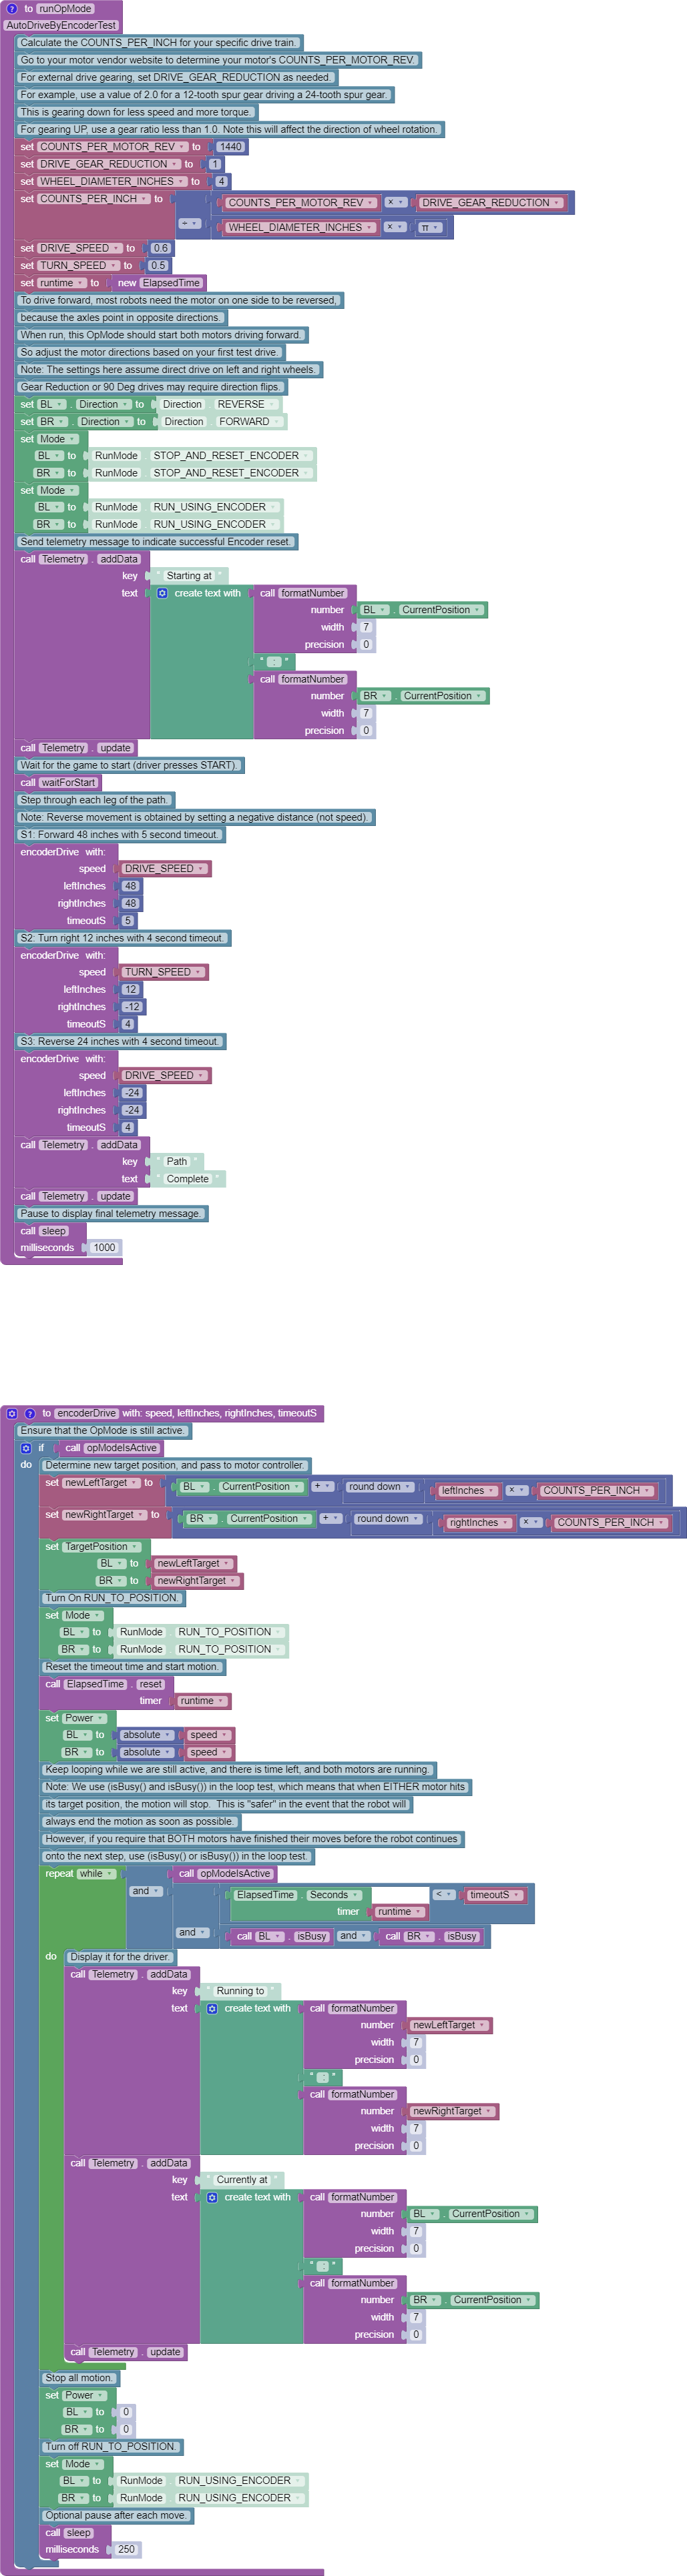 to runOpMode
AutoDriveByEncoderTest
Calculate the COUNTS_PER_INCH for your specific drive train.
Go to your motor vendor website to determine your motor's COUNTS_PER_MOTOR_REV.
For external drive gearing, set DRIVE_GEAR_REDUCTION as needed.
For example, use a value of 2.0 for a 12-tooth spur gear driving a 24-tooth spur gear.
This is gearing down for less speed and more torque.
For gearing UP, use a gear ratio less than 1.0. Note this will affect the direction of wheel rotation.
set COUNTS_PER_MOTOR_REV to 1440
set DRIVE_GEAR_REDUCTION to 1
set WHEEL_DIAMETER_INCHES to 4
set COUNTS_PER_INCH to COUNTS_PER_MOTOR_REV × DRIVE_GEAR_REDUCTION
÷ WHEEL_DIAMETER_INCHES × π
set DRIVE_SPEED to 0.6
set TURN_SPEED to 0.5
set runtime to new ElapsedTime
To drive forward, most robots need the motor on one side to be reversed,
because the axles point in opposite directions.
When run, this OpMode should start both motors driving forward.
So adjust the motor directions based on your first test drive.
Note: The settings here assume direct drive on left and right wheels.
Gear Reduction or 90 Deg drives may require direction flips.
set BL . Direction to Direction REVERSE
set BR . Direction to Direction FORWARD
set Mode
BL to RunMode STOP_AND_RESET_ENCODER
BR to RunMode STOP_AND_RESET_ENCODER
set Mode
BL to RunMode RUN_USING_ENCODER
BR to RunMode RUN_USING_ENCODER
Send telemetry message to indicate successful Encoder reset.
call Telemetry . addData
key “ Starting at ”
text create text with call formatNumber
number BL . CurrentPosition
width 7
precision 0
“ : ”
call formatNumber
number BR . CurrentPosition
width 7
precision 0
call Telemetry . update
Wait for the game to start (driver presses START).
call waitForStart
Step through each leg of the path.
Note: Reverse movement is obtained by setting a negative distance (not speed).
S1: Forward 48 inches with 5 second timeout.
encoderDrive with:
speed DRIVE_SPEED
leftInches 48
rightInches 48
timeoutS 5
S2: Turn right 12 inches with 4 second timeout.
encoderDrive with:
speed TURN_SPEED
leftInches 12
rightInches -12
timeoutS 4
S3: Reverse 24 inches with 4 second timeout.
encoderDrive with:
speed DRIVE_SPEED
leftInches -24
rightInches -24
timeoutS 4
call Telemetry . addData
key “ Path ”
text “ Complete ”
call Telemetry . update
Pause to display final telemetry message.
call sleep
milliseconds 1000
to encoderDrive with: speed, leftInches, rightInches, timeoutS
Ensure that the OpMode is still active.
if call opModeIsActive
do Determine new target position, and pass to motor controller.
set newLeftTarget to BL . CurrentPosition + round down leftInches × COUNTS_PER_INCH
set newRightTarget to BR . CurrentPosition + round down rightInches × COUNTS_PER_INCH
set TargetPosition
BL to newLeftTarget
BR to newRightTarget
Turn On RUN_TO_POSITION.
set Mode
BL to RunMode RUN_TO_POSITION
BR to RunMode RUN_TO_POSITION
Reset the timeout time and start motion.
call ElapsedTime . reset
timer runtime
set Power
BL to absolute speed
BR to absolute speed
Keep looping while we are still active, and there is time left, and both motors are running.
Note: We use (isBusy() and isBusy()) in the loop test, which means that when EITHER motor hits
its target position, the motion will stop. This is "safer" in the event that the robot will
always end the motion as soon as possible.
However, if you require that BOTH motors have finished their moves before the robot continues
onto the next step, use (isBusy() or isBusy()) in the loop test.
repeat while call opModeIsActive
and ElapsedTime . Seconds < timeoutS
timer runtime
and call BL . isBusy and call BR . isBusy
do Display it for the driver.
call Telemetry . addData
key “ Running to ”
text create text with call formatNumber
number newLeftTarget
width 7
precision 0
“ : ”
call formatNumber
number newRightTarget
width 7
precision 0
call Telemetry . addData
key “ Currently at ”
text create text with call formatNumber
number BL . CurrentPosition
width 7
precision 0
“ : ”
call formatNumber
number BR . CurrentPosition
width 7
precision 0
call Telemetry . update
Stop all motion.
set Power
BL to 0
BR to 0
Turn off RUN_TO_POSITION.
set Mode
BL to RunMode RUN_USING_ENCODER
BR to RunMode RUN_USING_ENCODER
Optional pause after each move.
call sleep
milliseconds 250